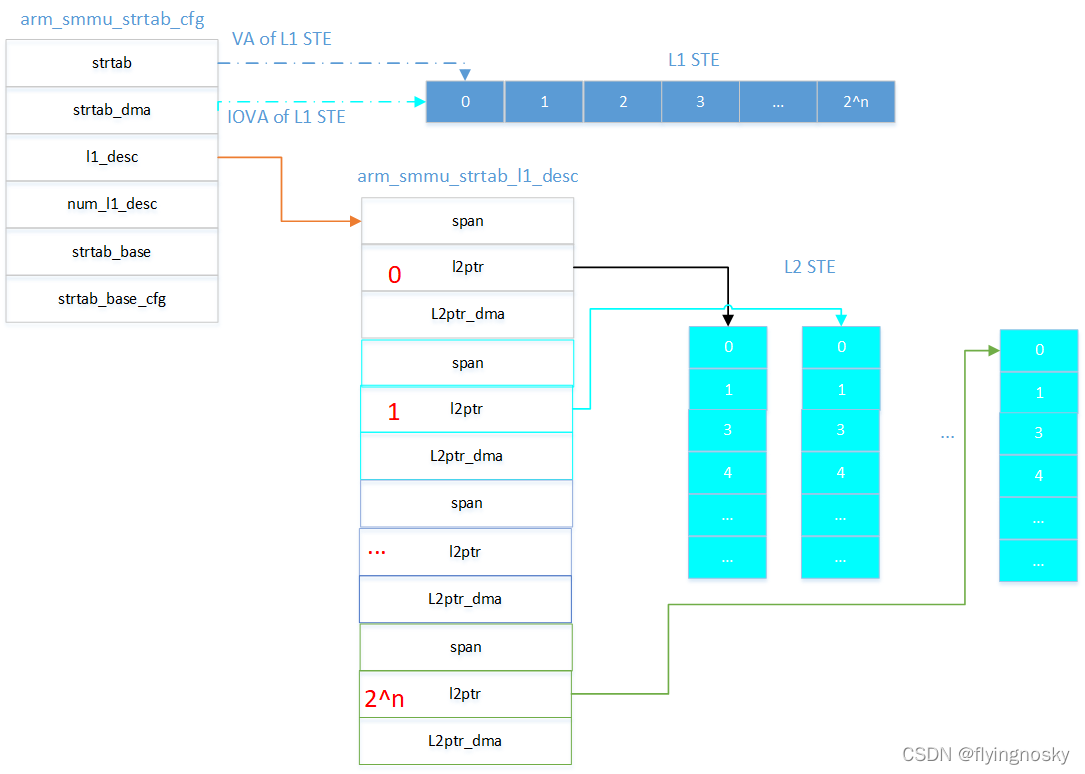 arm_smmu_strtab_cfg
strtab
strtab_dma
l1_desc
num_l1_desc
strtab_base
strtab_base_cfg
VA of L1 STE
IOVA of L1 STE
L1 STE
0 1 2 3 ... 2^n
arm_smmu_strtab_l1_desc
span
0 l2ptr
L2ptr_dma
span
1 l2ptr
L2ptr_dma
span
... l2ptr
L2ptr_dma
span
2^n l2ptr
L2ptr_dma
L2 STE
0
1
3
4
...
...
0
1
3
4
...
...
...
0
1
3
4
...
...
CSDN @flyingnosky